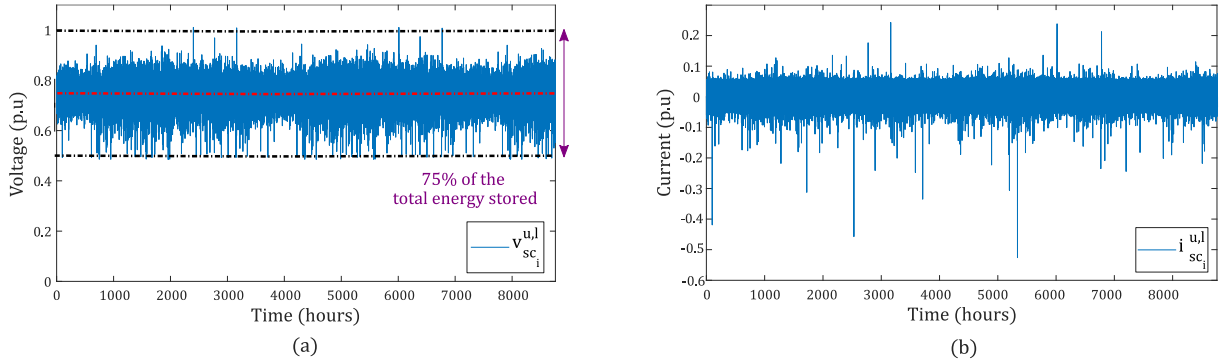 1
0.8
0.6
0.4
0.2
0
Voltage (p.u)
75% of the
total energy stored
v u,l sc i
0 1000 2000 3000 4000 5000 6000 7000 8000
Time (hours)
(a)
0.2
0.1
0
-0.1
-0.2
-0.3
-0.4
-0.5
-0.6
Current (p.u)
i u,l sc i
0 1000 2000 3000 4000 5000 6000 7000 8000
Time (hours)
(b)